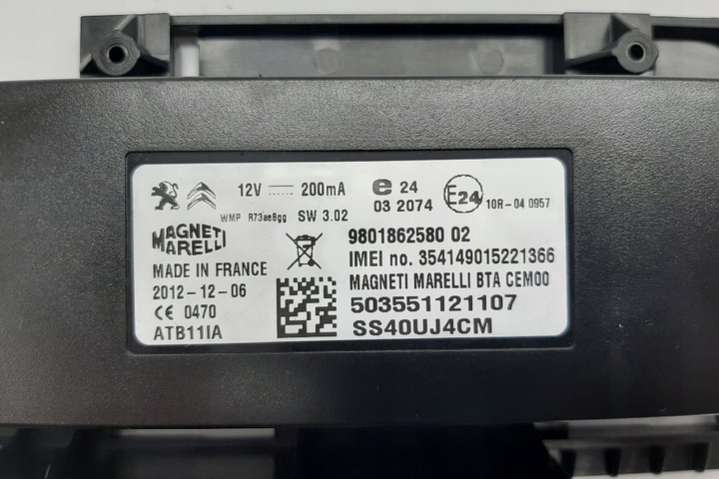 12V 200mA e 24 E24
03 2074 10R-04 0957
WMP R73ae8gg SW 3.02
MAGNETI
MARELLI
9801862580 02
IMEI no. 354149015221366
MADE IN FRANCE
MAGNETI MARELLI BTA CEM00
2012-12-06
503551121107
CE 0470
SS40UJ4CM
ATB11IA